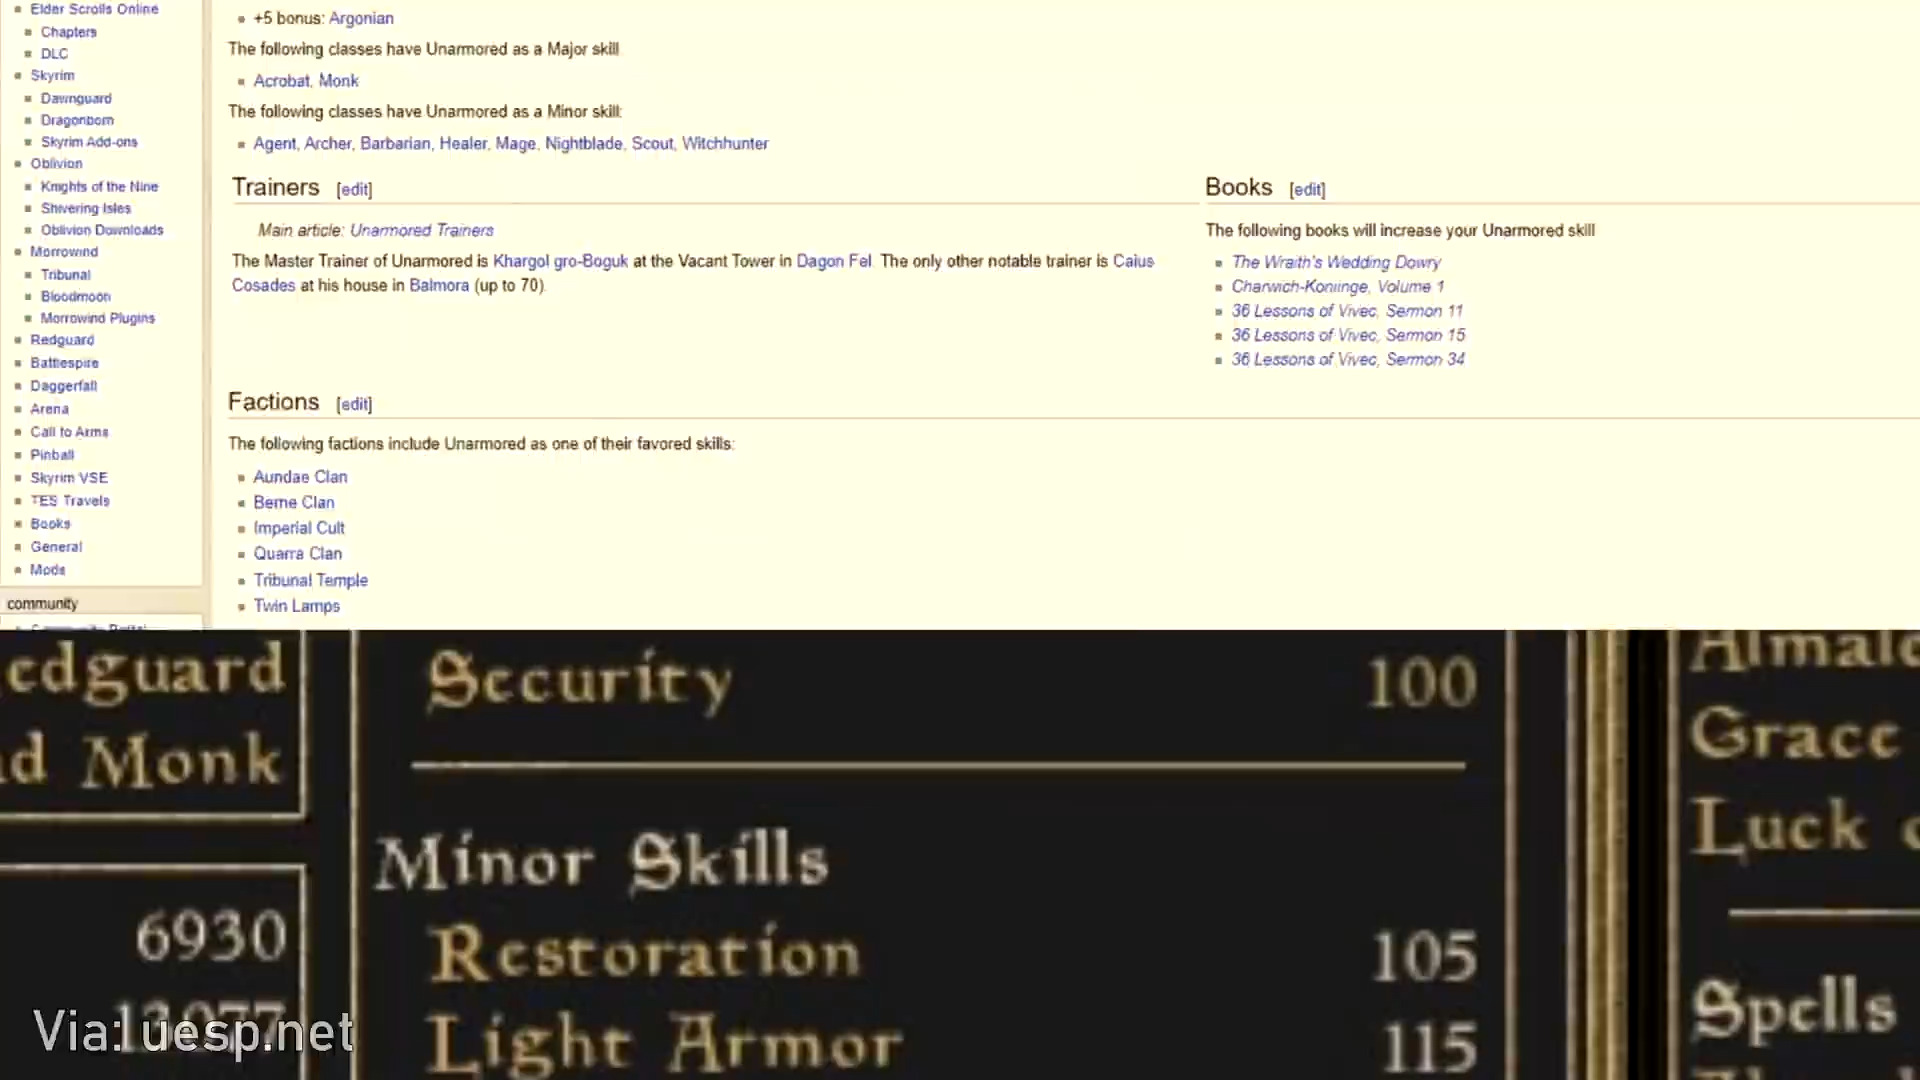 Elder Scrolls Online
Chapters
DLC
Skyrim
Dawnguard
Dragonborn
Skyrim Add-ons
Oblivion
Knights of the Nine
Shivering Isles
Oblivion Downloads
Morrowind
Tribunal
Bloodmoon
Morrowind Plugins
Redguard
Battlespire
Daggerfall
Arena
Call to Arms
Pinball
Skyrim VSE
TES Travels
Books
General
Mods
community
+5 bonus: Argonian
The following classes have Unarmored as a Major skill
Acrobat, Monk
The following classes have Unarmored as a Minor skill:
Agent, Archer, Barbarian, Healer, Mage, Nightblade, Scout, Witchhunter
Trainers [edit]
Main article: Unarmored Trainers
The Master Trainer of Unarmored is Khargol gro-Boguk at the Vacant Tower in Dagon Fel. The only other notable trainer is Caius
Cosades at his house in Balmora (up to 70).
Books [edit]
The following books will increase your Unarmored skill
The Wraith's Wedding Dowry
Charwich-Koniinge, Volume 1
36 Lessons of Vivec, Sermon 11
36 Lessons of Vivec, Sermon 15
36 Lessons of Vivec, Sermon 34
Factions [edit]
The following factions include Unarmored as one of their favored skills:
Aundae Clan
Berne Clan
Imperial Cult
Quarra Clan
Tribunal Temple
Twin Lamps
edguard
d Monk
6930
Security 100
Minor Skills
Restoration 105
Light Armor 115
Almale
Grace
Luck
Spells
Via: uesp.net